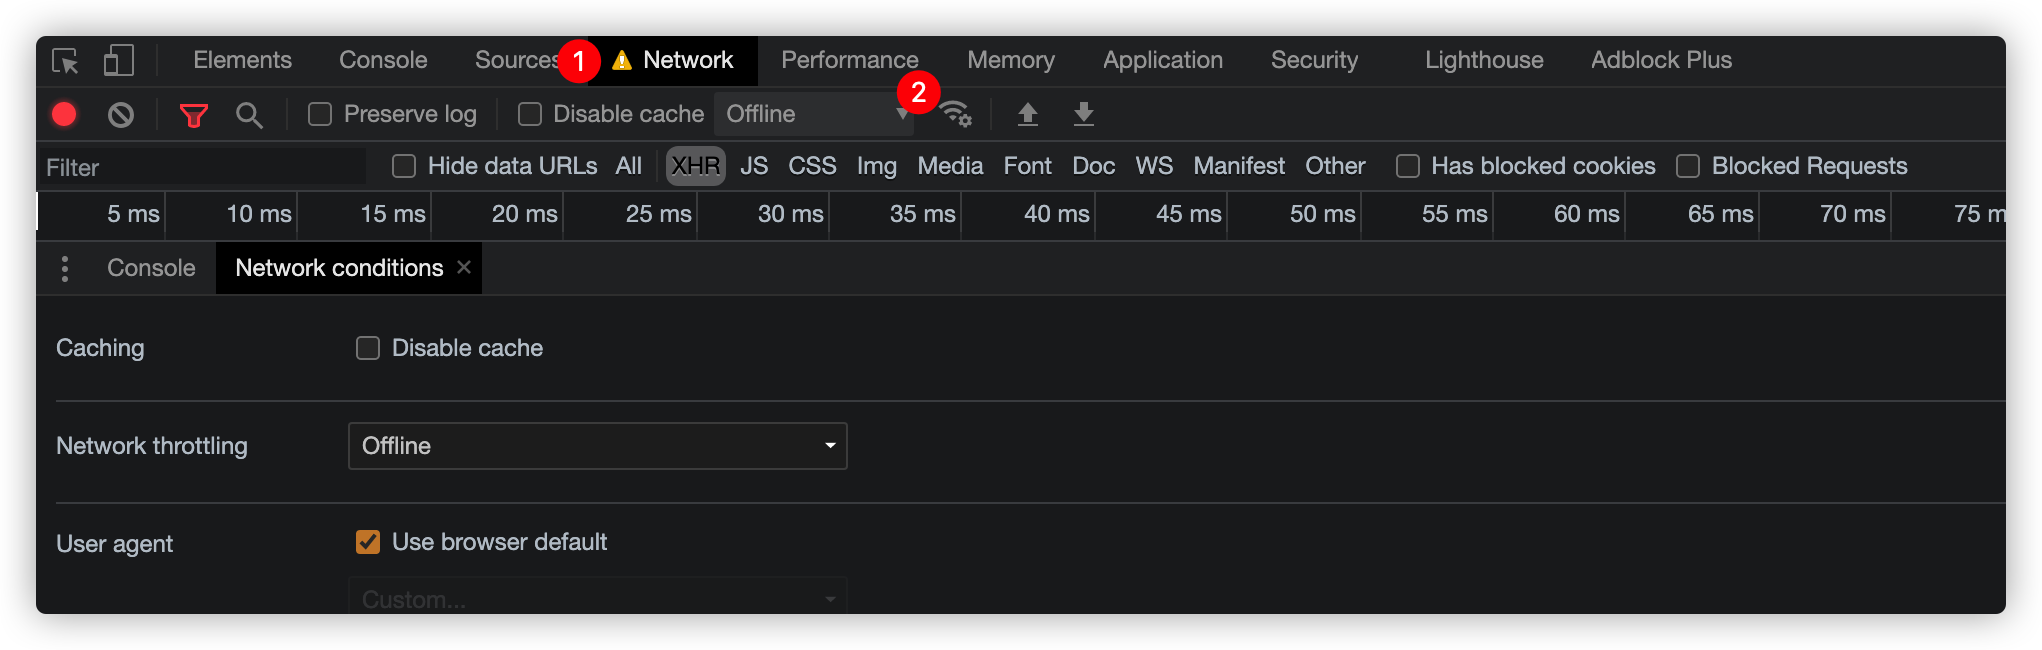 Elements Console Sources 1 Network Performance Memory Application Security Lighthouse Adblock Plus
Preserve log Disable cache Offline 2
Filter Hide data URLs All XHR JS CSS Img Media Font Doc WS Manifest Other Has blocked cookies Blocked Requests
5 ms 10 ms 15 ms 20 ms 25 ms 30 ms 35 ms 40 ms 45 ms 50 ms 55 ms 60 ms 65 ms 70 ms 75 m
Console Network conditions
Caching Disable cache
Network throttling Offline
User agent Use browser default
Custom...